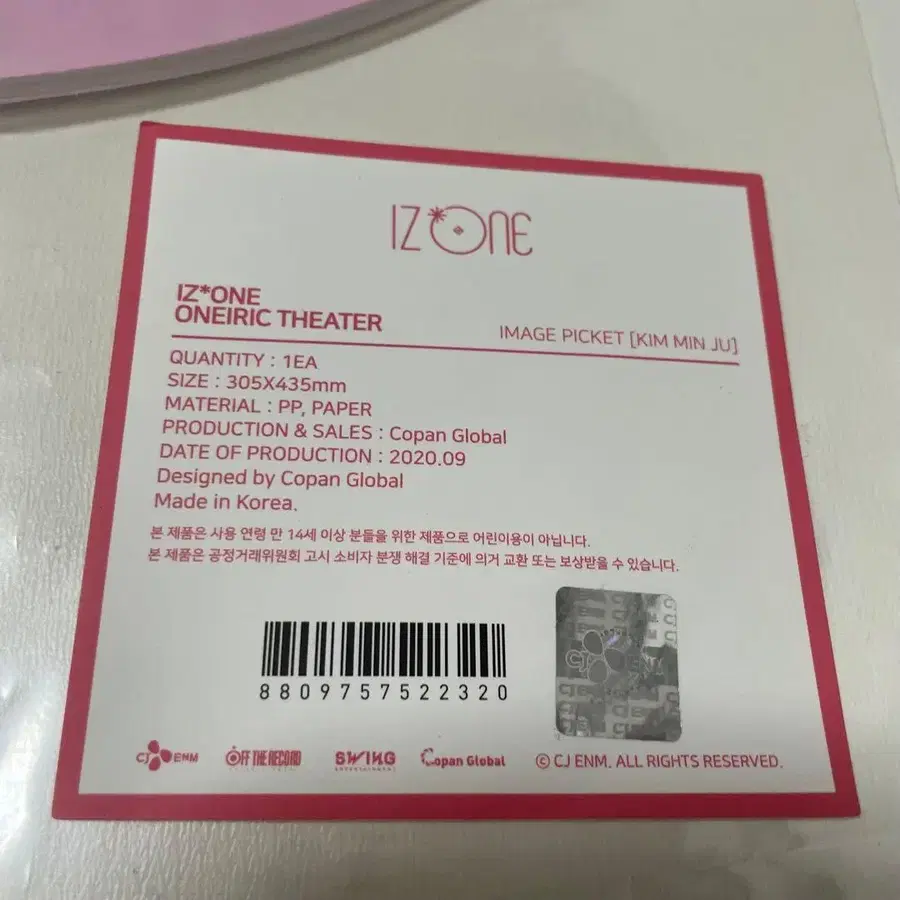 IZ*ONE
IZ*ONE
ONEIRIC THEATER
IMAGE PICKET [KIM MIN JU]
QUANTITY : 1EA
SIZE : 305X435mm
MATERIAL : PP, PAPER
PRODUCTION & SALES : Copan Global
DATE OF PRODUCTION : 2020.09
Designed by Copan Global
Made in Korea.
본 제품은 사용 연령 만 14세 이상 분들을 위한 제품으로 어린이용이 아닙니다.
본 제품은 공정거래위원회 고시 소비자 분쟁 해결 기준에 의거 교환 또는 보상받을 수 있습니다.
CJ ENM
8809757522320
CJ ENM OFF THE RECORD SWING ENTERTAINMENT Copan Global © CJ ENM. ALL RIGHTS RESERVED.